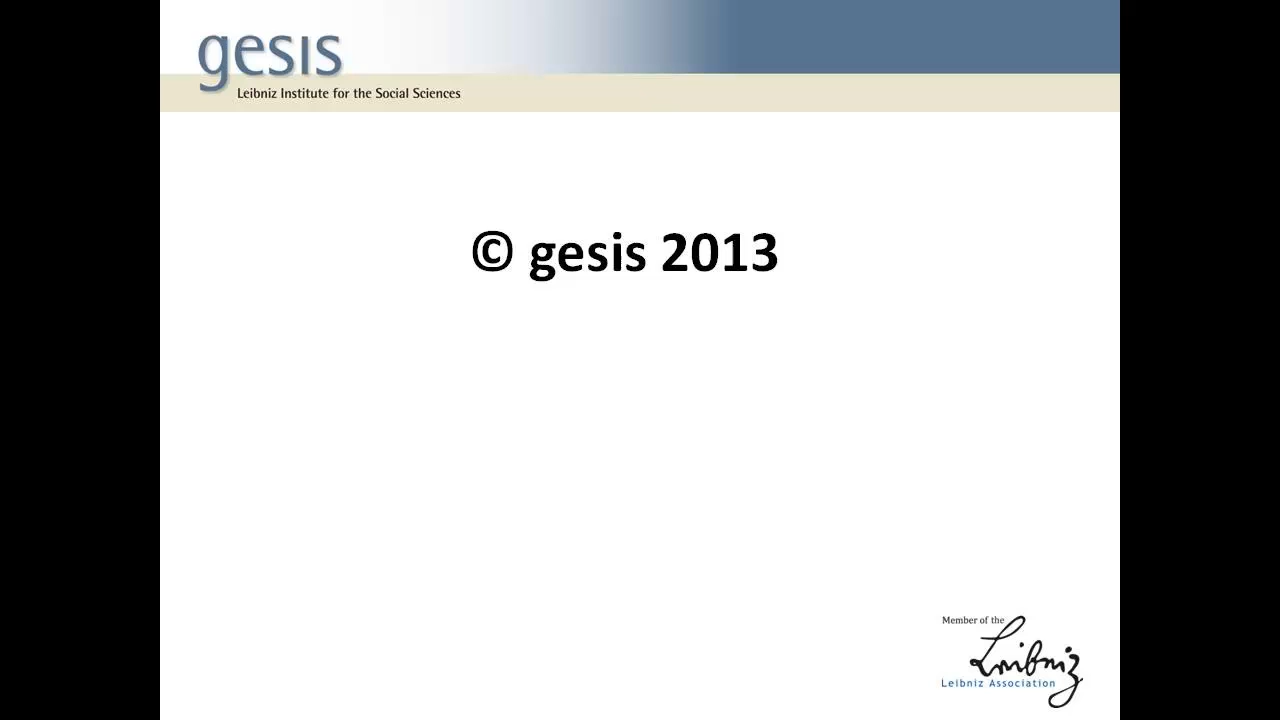 gesis
Leibniz Institute for the Social Sciences
© gesis 2013
Member of the
Leibniz
Leibniz Association